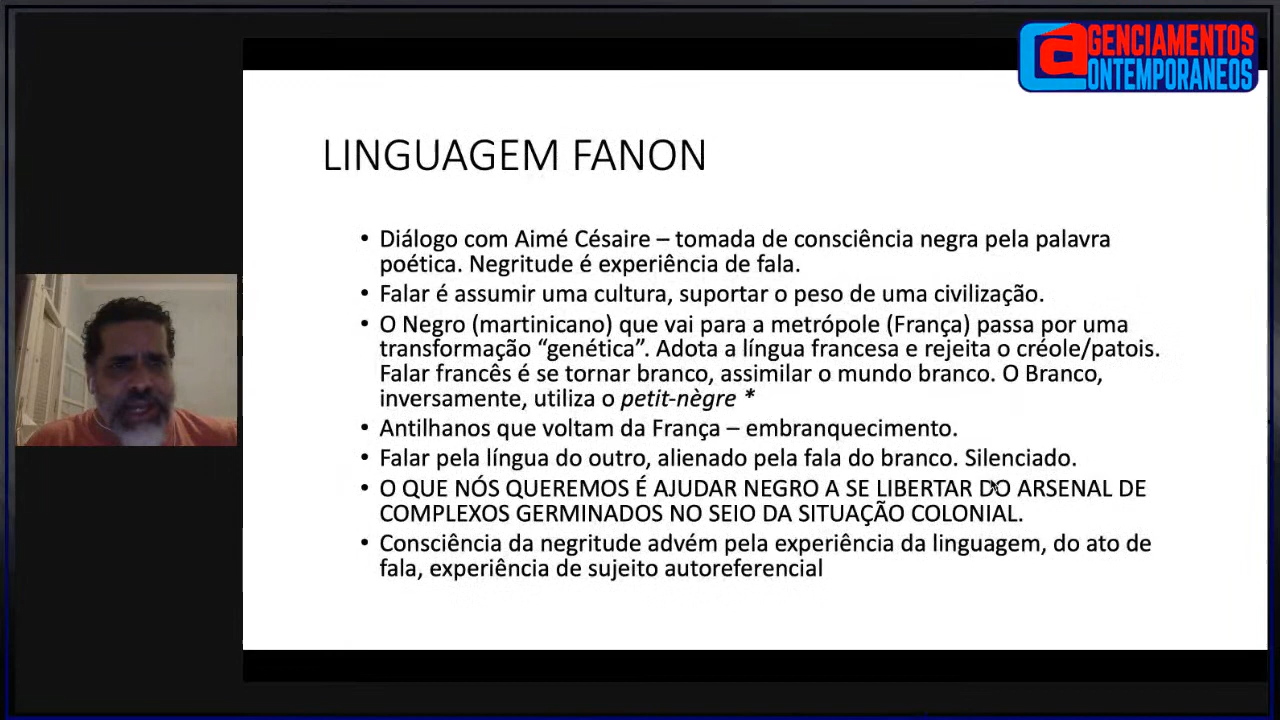 AGENCIAMENTOS
CONTEMPORANEOS
LINGUAGEM FANON
• Diálogo com Aimé Césaire – tomada de consciência negra pela palavra
poética. Negritude é experiência de fala.
• Falar é assumir uma cultura, suportar o peso de uma civilização.
• O Negro (martinicano) que vai para a metrópole (França) passa por uma
transformação “genética”. Adota a língua francesa e rejeita o créole/patois.
Falar francês é se tornar branco, assimilar o mundo branco. O Branco,
inversamente, utiliza o petit-nègre *
• Antilhanos que voltam da França – embranquecimento.
• Falar pela língua do outro, alienado pela fala do branco. Silenciado.
• O QUE NÓS QUEREMOS É AJUDAR NEGRO A SE LIBERTAR DO ARSENAL DE
COMPLEXOS GERMINADOS NO SEIO DA SITUAÇÃO COLONIAL.
• Consciência da negritude advém pela experiência da linguagem, do ato de
fala, experiência de sujeito autoreferencial